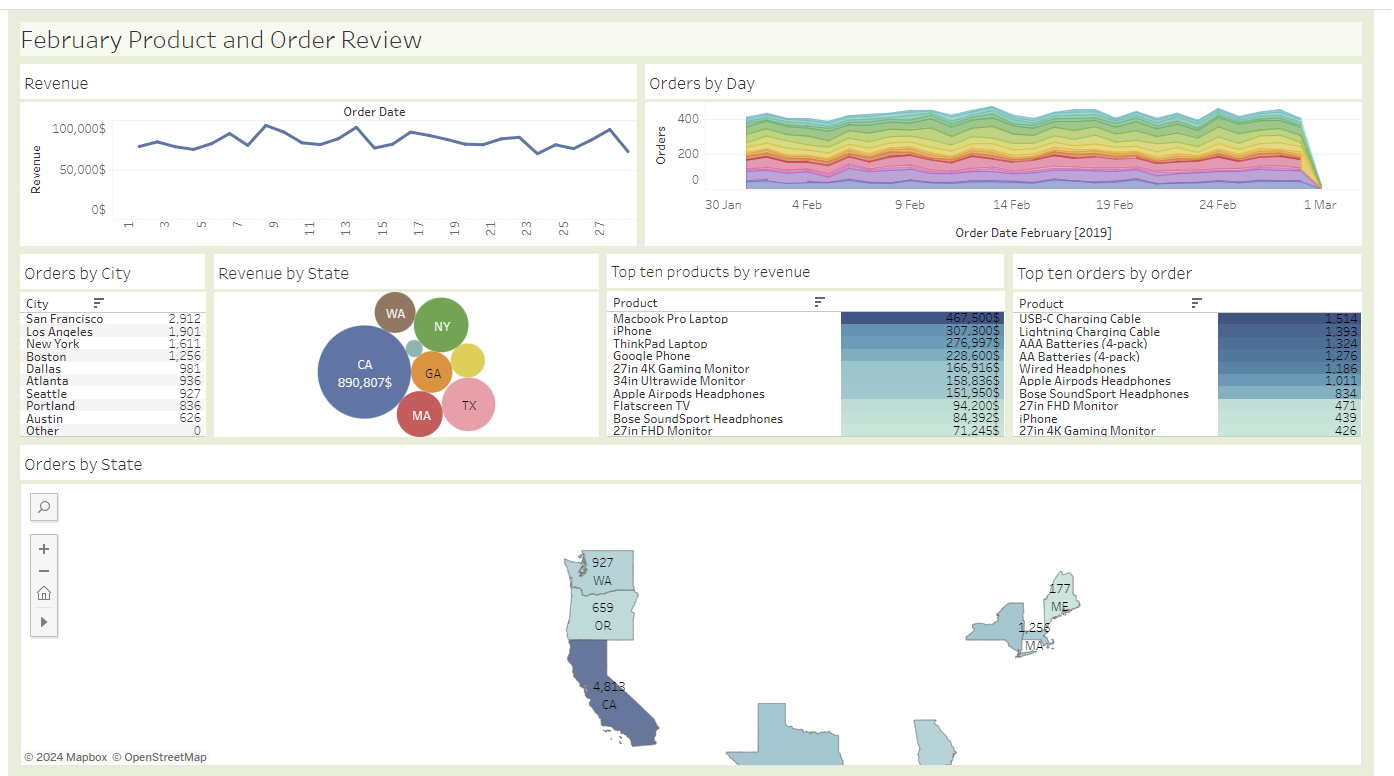 February Product and Order Review
Revenue
Order Date
Revenue
100,000$
50,000$
0$
1 3 5 7 9 11 13 15 17 19 21 23 25 27
Orders by Day
Orders
400
200
0
30 Jan 4 Feb 9 Feb 14 Feb 19 Feb 24 Feb 1 Mar
Order Date February [2019]
Orders by City
City
San Francisco 2,912
Los Angeles 1,901
New York 1,611
Boston 1,256
Dallas 981
Atlanta 936
Seattle 927
Portland 836
Austin 626
Other 0
Revenue by State
WA
NY
CA
890,807$
GA
MA
TX
Top ten products by revenue
Product
Macbook Pro Laptop 467,500$
iPhone 307,300$
ThinkPad Laptop 276,997$
Google Phone 228,600$
27in 4K Gaming Monitor 166,916$
34in Ultrawide Monitor 158,836$
Apple Airpods Headphones 151,950$
Flatscreen TV 94,200$
Bose SoundSport Headphones 84,392$
27in FHD Monitor 71,245$
Top ten orders by order
Product
USB-C Charging Cable 1,514
Lightning Charging Cable 1,393
AAA Batteries (4-pack) 1,324
AA Batteries (4-pack) 1,276
Wired Headphones 1,186
Apple Airpods Headphones 1,011
Bose SoundSport Headphones 834
27in FHD Monitor 471
iPhone 439
27in 4K Gaming Monitor 426
Orders by State
927
WA
659
OR
4,813
CA
177
ME
1,256
MA
© 2024 Mapbox © OpenStreetMap